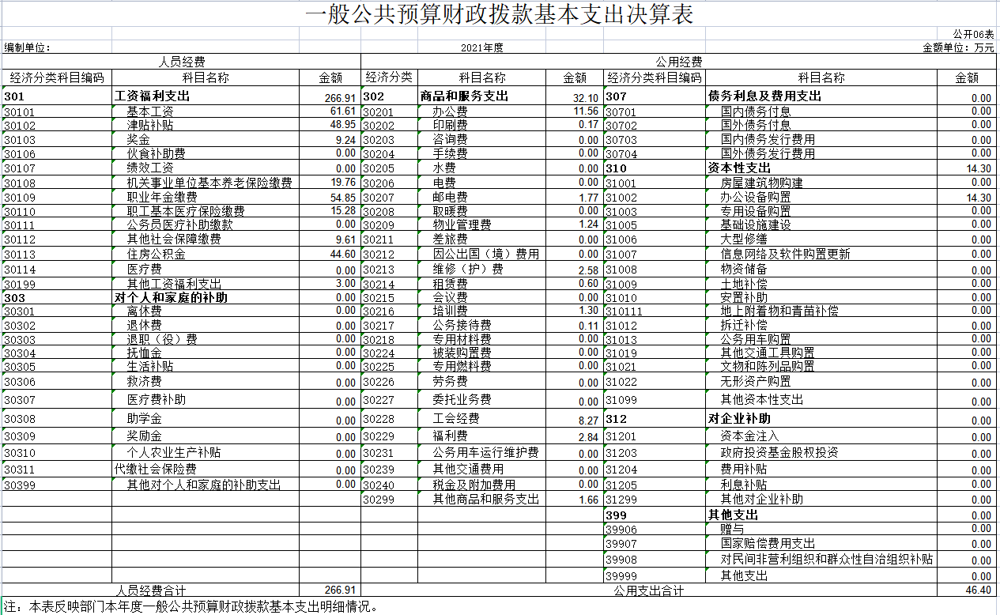 一般公共预算财政拨款基本支出决算表
公开06表
编制单位： 2021年度 金额单位：万元
人员经费 公用经费
经济分类科目编码 科目名称 金额 经济分类 科目名称 金额 经济分类科目编码 科目名称 金额
301 工资福利支出 266.91 302 商品和服务支出 32.10 307 债务利息及费用支出 0.00
30101 基本工资 61.61 30201 办公费 11.56 30701 国内债务付息 0.00
30102 津贴补贴 48.95 30202 印刷费 0.17 30702 国外债务付息 0.00
30103 奖金 9.24 30203 咨询费 0.00 30703 国内债务发行费用 0.00
30106 伙食补助费 0.00 30204 手续费 0.00 30704 国外债务发行费用 0.00
30107 绩效工资 0.00 30205 水费 0.00 310 资本性支出 14.30
30108 机关事业单位基本养老保险缴费 19.76 30206 电费 0.00 31001 房屋建筑物购建 0.00
30109 职业年金缴费 54.85 30207 邮电费 1.77 31002 办公设备购置 14.30
30110 职工基本医疗保险缴费 15.28 30208 取暖费 0.00 31003 专用设备购置 0.00
30111 公务员医疗补助缴款 0.00 30209 物业管理费 1.24 31005 基础设施建设 0.00
30112 其他社会保障缴费 9.61 30211 差旅费 0.00 31006 大型修缮 0.00
30113 住房公积金 44.60 30212 因公出国（境）费用 0.00 31007 信息网络及软件购置更新 0.00
30114 医疗费 0.00 30213 维修（护）费 2.58 31008 物资储备 0.00
30199 其他工资福利支出 3.00 30214 租赁费 0.60 31009 土地补偿 0.00
303 对个人和家庭的补助 0.00 30215 会议费 0.00 31010 安置补助 0.00
30301 离休费 0.00 30216 培训费 1.30 310111 地上附着物和青苗补偿 0.00
30302 退休费 0.00 30217 公务接待费 0.11 31012 拆迁补偿 0.00
30303 退职（役）费 0.00 30218 专用材料费 0.00 31013 公务用车购置 0.00
30304 抚恤金 0.00 30224 被装购置费 0.00 31019 其他交通工具购置 0.00
30305 生活补贴 0.00 30225 专用燃料费 0.00 31021 文物和陈列品购置 0.00
30306 救济费 0.00 30226 劳务费 0.00 31022 无形资产购置 0.00
30307 医疗费补助 0.00 30227 委托业务费 0.00 31099 其他资本性支出 0.00
30308 助学金 0.00 30228 工会经费 8.27 312 对企业补助 0.00
30309 奖励金 0.00 30229 福利费 2.84 31201 资本金注入 0.00
30310 个人农业生产补贴 0.00 30231 公务用车运行维护费 0.00 31203 政府投资基金股权投资 0.00
30311 代缴社会保险费 0.00 30239 其他交通费用 0.00 31204 费用补贴 0.00
30399 其他对个人和家庭的补助支出 0.00 30240 税金及附加费用 0.00 31205 利息补贴 0.00
30299 其他商品和服务支出 1.66 31299 其他对企业补助 0.00
399 其他支出 0.00
39906 赠与 0.00
39907 国家赔偿费用支出 0.00
39908 对民间非营利组织和群众性自治组织补贴 0.00
39999 其他支出 0.00
人员经费合计 266.91 公用支出合计 46.40
注：本表反映部门本年度一般公共预算财政拨款基本支出明细情况。